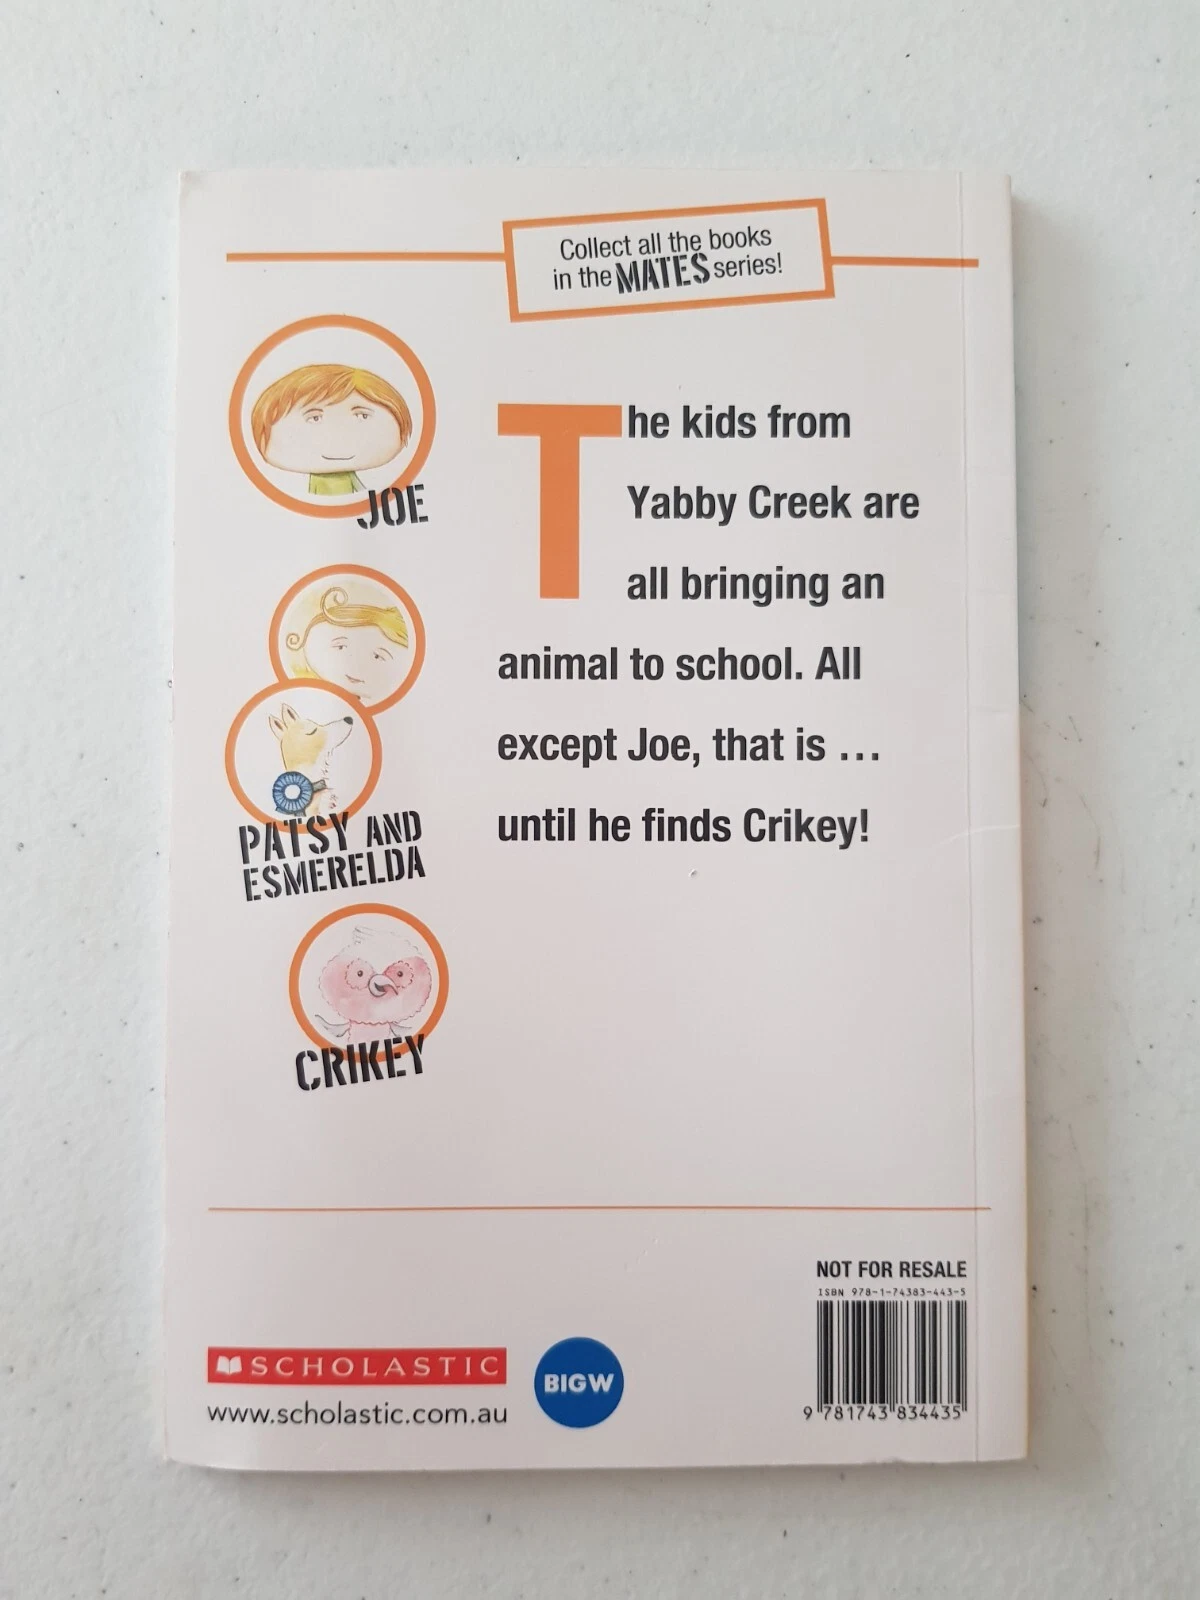 Collect all the books
in the MATES series!
JOE
PATSY AND
ESMERELDA
CRIKEY
The kids from
Yabby Creek are
all bringing an
animal to school. All
except Joe, that is ...
until he finds Crikey!
NOT FOR RESALE
ISBN 978-1-74383-443-5
9 781743 834435
SCHOLASTIC
www.scholastic.com.au
BIGW